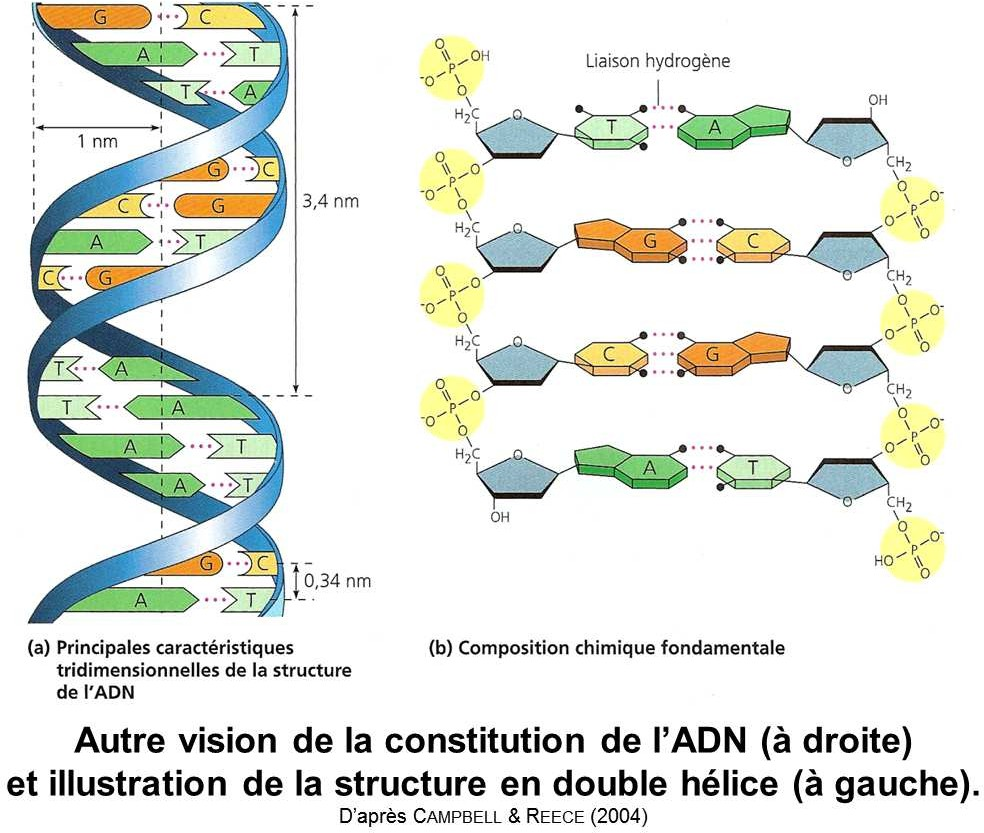 G C
A T
T A
1 nm
G C
3,4 nm
C G
A T
C G
T A
T A
A T
A T
G C
0,34 nm
A T
(a) Principales caractéristiques
tridimensionnelles de la structure
de l'ADN
Liaison hydrogène
O
P OH
-O
O
H2C
O
T A
OH
O
CH2
O
P
-O
O
O
H2C
O
G C
O
P O-
O
O
O
CH2
O
P
-O
O
O
H2C
O
C G
O
P O-
O
O
O
CH2
O
P
-O
O
O
H2C
O
A T
OH
O
P O-
O
O
O
CH2
O
HO P O-
O
(b) Composition chimique fondamentale
Autre vision de la constitution de l’ADN (à droite)
et illustration de la structure en double hélice (à gauche).
D’après CAMPBELL & REECE (2004)